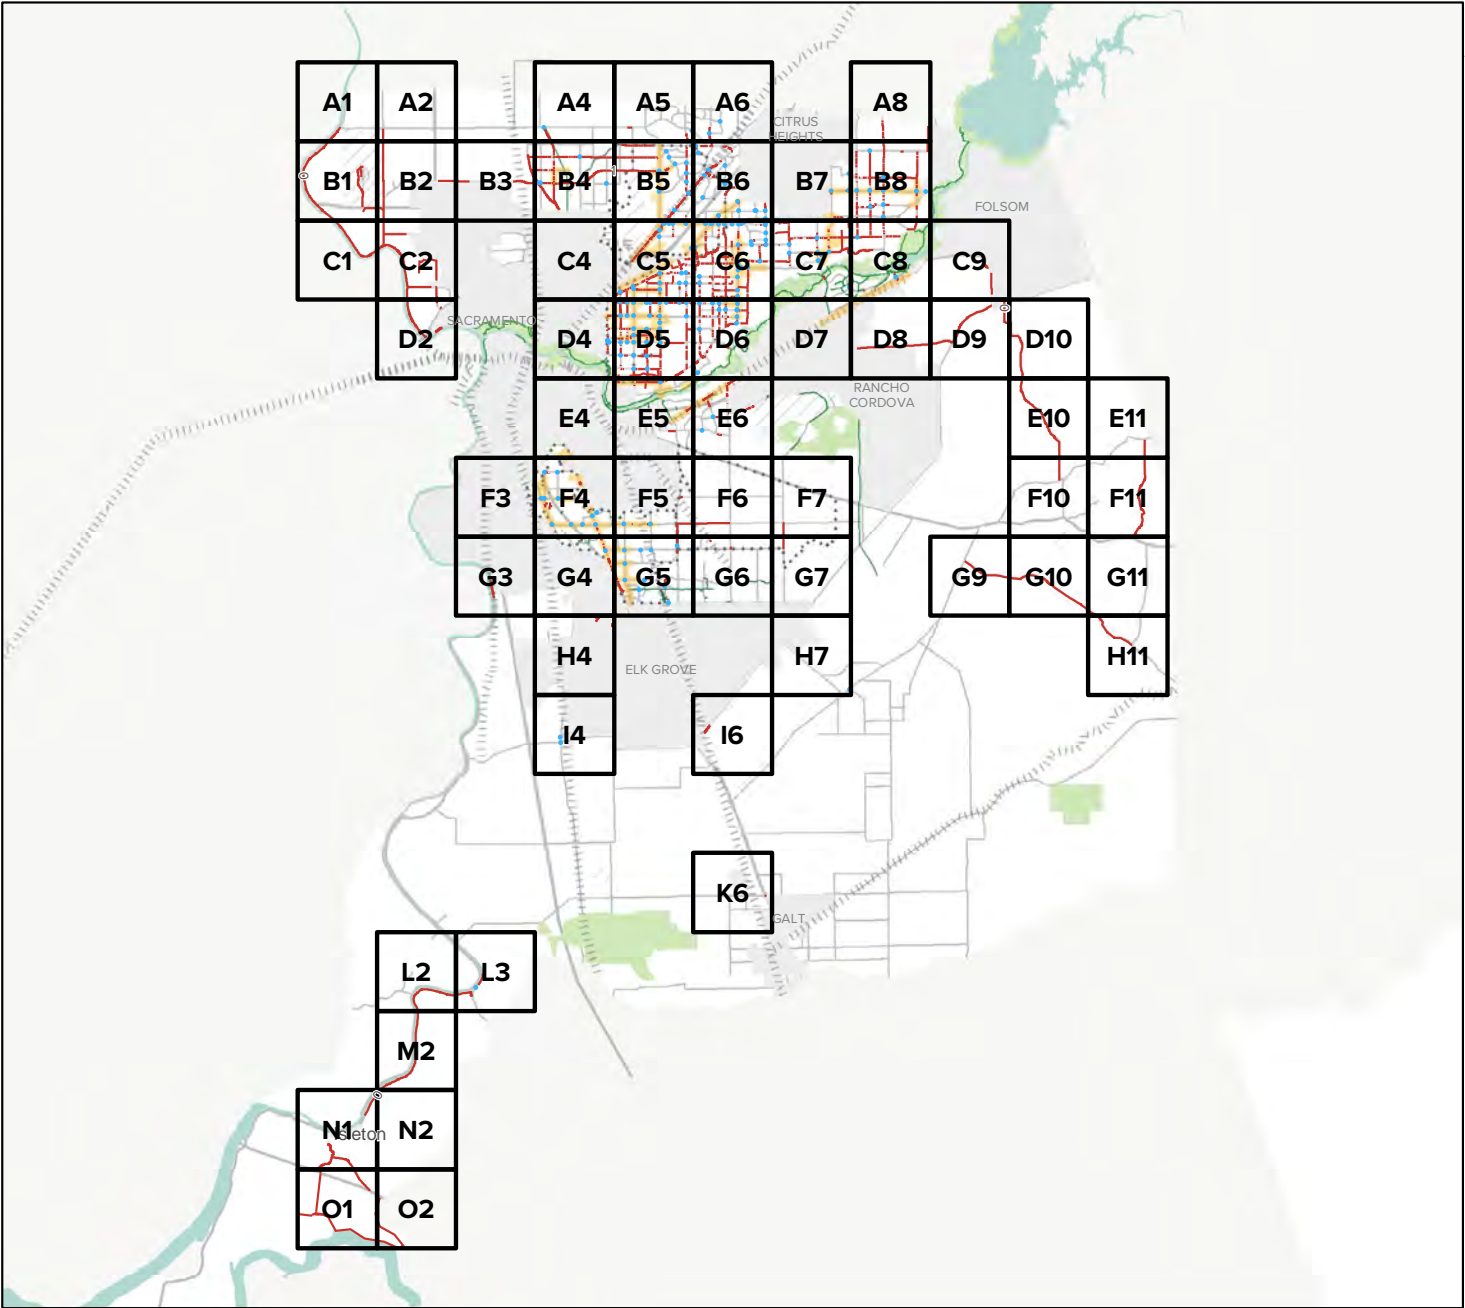 A1 A2 A4 A5 A6 A8
CITRUS
HEIGHTS
B1 B2 B3 B4 B5 B6 B7 B8
FOLSOM
C1 C2 C4 C5 C6 C7 C8 C9
SACRAMENTO
D2 D4 D5 D6 D7 D8 D9 D10
RANCHO
CORDOVA
E4 E5 E6 E10 E11
F3 F4 F5 F6 F7 F10 F11
G3 G4 G5 G6 G7 G9 G10 G11
H4 H7 H11
ELK GROVE
I4 I6
K6
GALT
L2 L3
M2
N1 N2
O1 O2